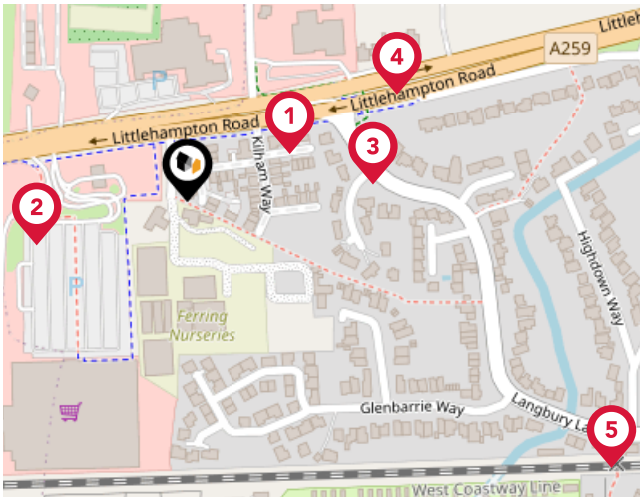 Littleh
A259
4
P
Littlehampton Road
1
Littlehampton Road
Kilham Way
3
2
P
Highdown Way
Ferring
Nurseries
Glenbarrie Way
Langbury La
5
West Coastway Line